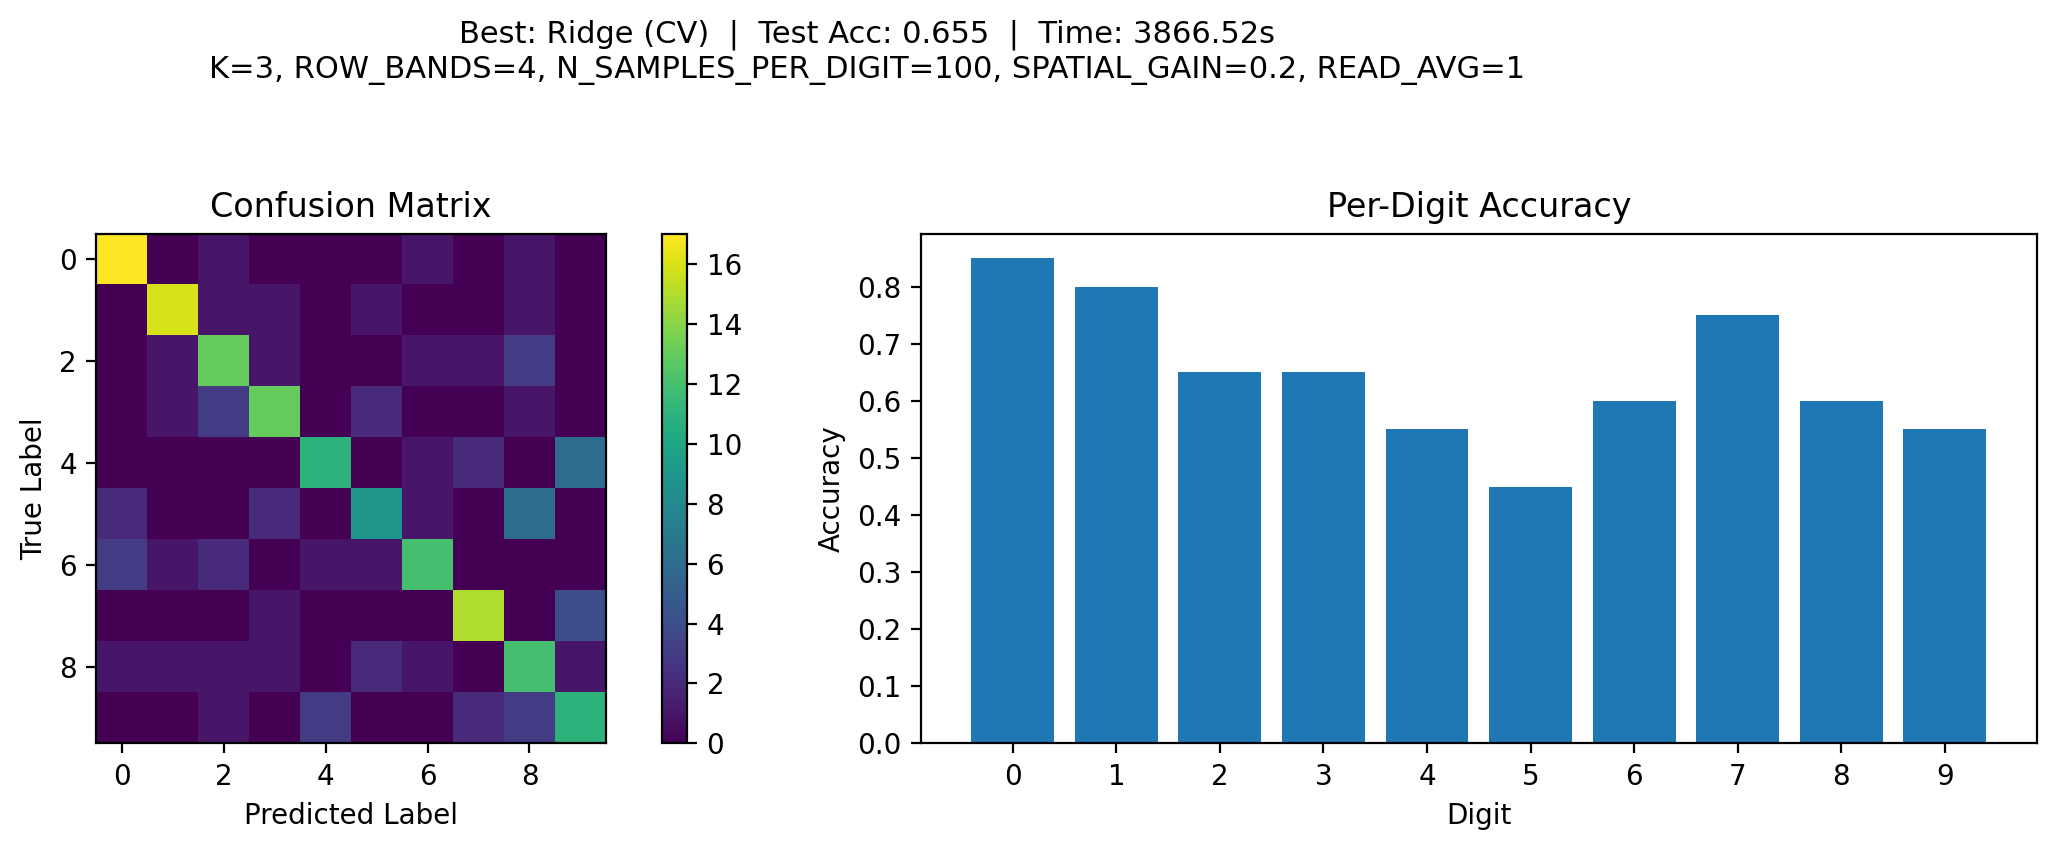 Best: Ridge (CV)  |  Test Acc: 0.655  |  Time: 3866.52s
K=3, ROW_BANDS=4, N_SAMPLES_PER_DIGIT=100, SPATIAL_GAIN=0.2, READ_AVG=1
Confusion Matrix
True Label
0
2
4
6
8
0 2 4 6 8
Predicted Label
16
14
12
10
8
6
4
2
0
Per-Digit Accuracy
Accuracy
0.8
0.7
0.6
0.5
0.4
0.3
0.2
0.1
0.0
0 1 2 3 4 5 6 7 8 9
Digit